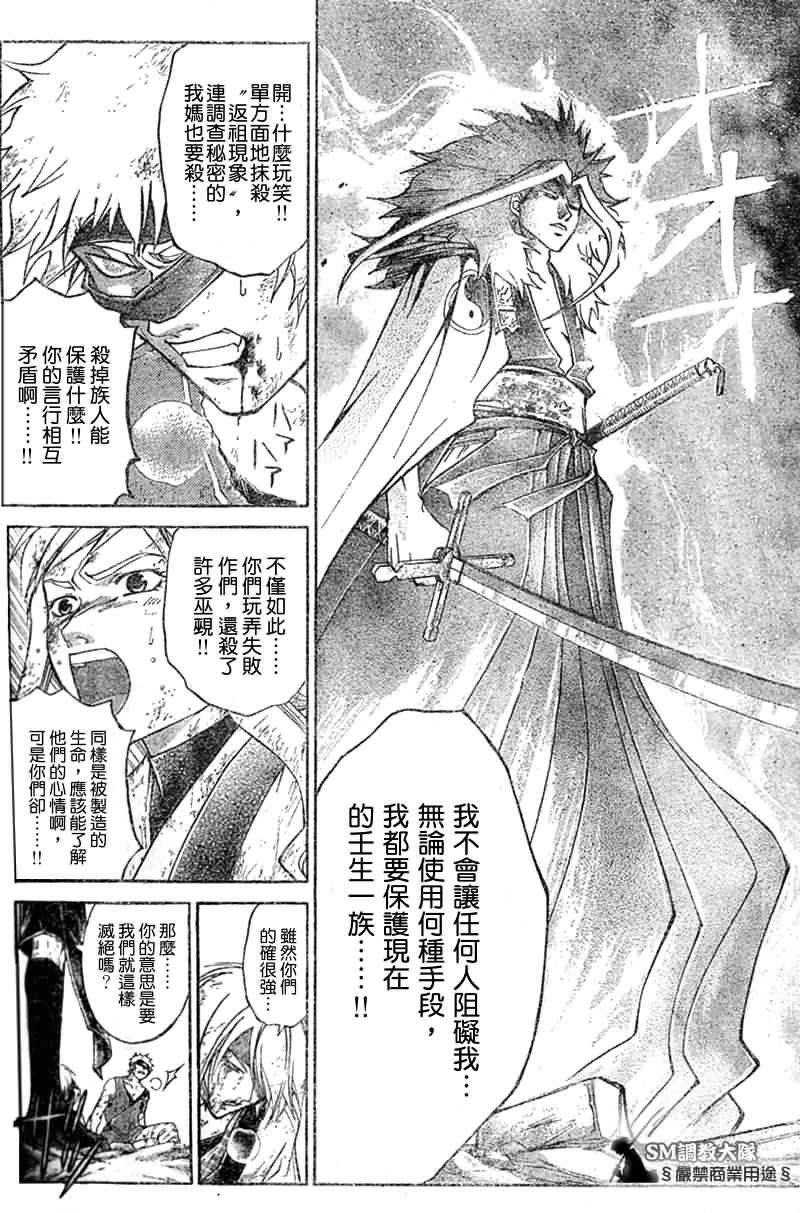 オオオ
我不會讓任何人阻礙我…
無論使用何種手段，
我都要保護現在
的壬生一族……!!
開…什麼玩笑!!
單方面地抹殺
〝返祖現象〞，
連調查秘密的
我媽也要殺……
殺掉族人能
保護什麼!!
你的言行相互
矛盾啊……!!
ハァ
ハァ
不僅如此……
你們玩弄失敗
作們，還殺了
許多巫覡!!
同樣是被製造的
生命，應該能了解
他們的心情啊，
可是你們卻……!!
雖然你們
的確很強…
那麼……
你的意思是要
我們就這樣
滅絕嗎？
SM調教大隊
§嚴禁商業用途§